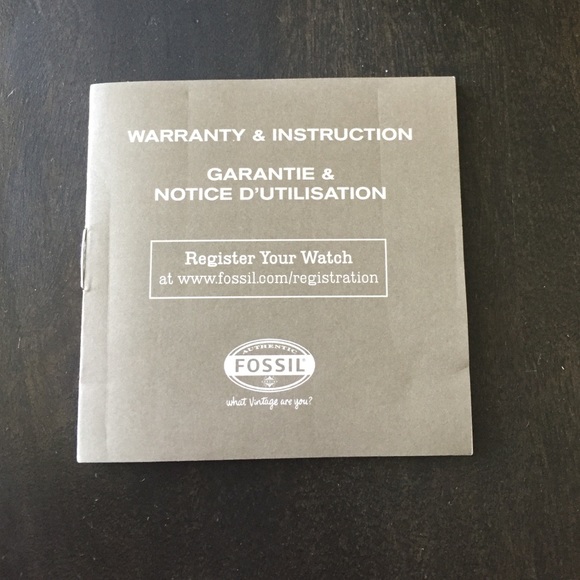 WARRANTY & INSTRUCTION
GARANTIE &
NOTICE D'UTILISATION
Register Your Watch
at www.fossil.com/registration
AUTHENTIC
FOSSIL
what Vintage are you?